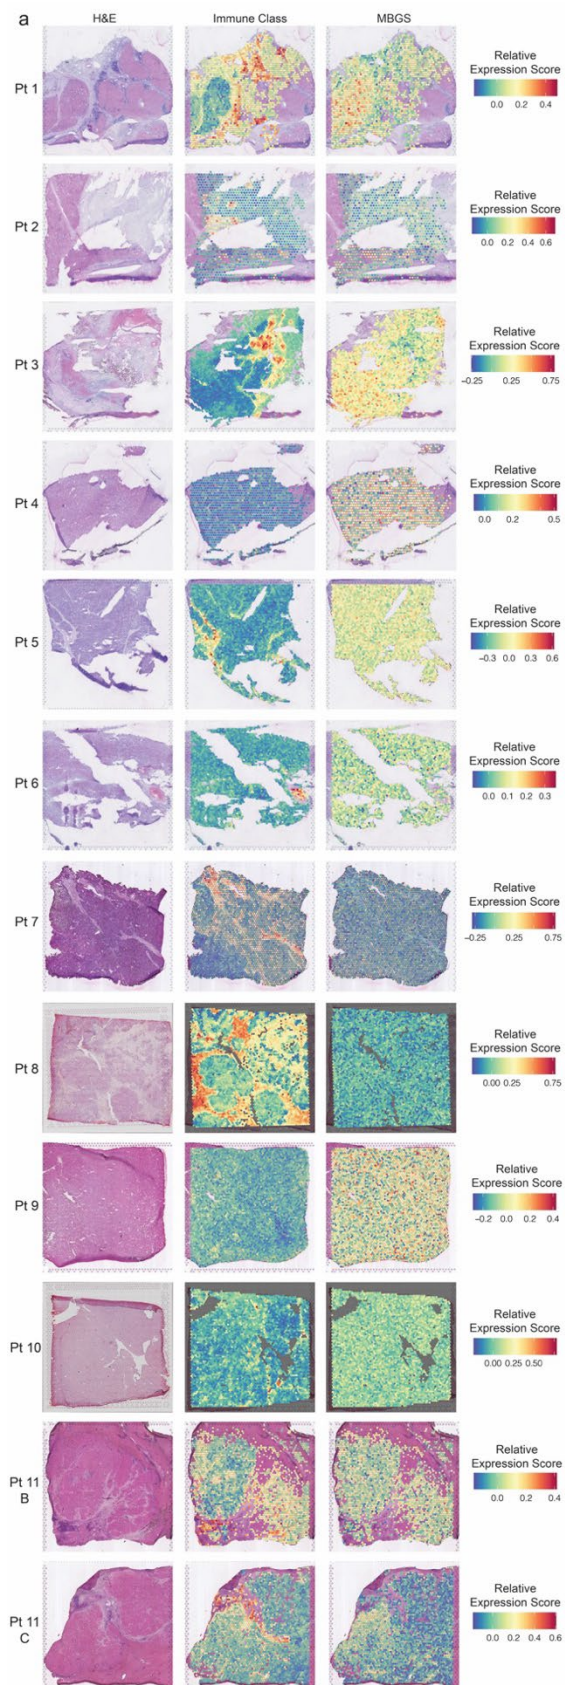 a
H&E Immune Class MBGS
Pt 1
Relative
Expression Score
0.0 0.2 0.4
Pt 2
Relative
Expression Score
0.0 0.2 0.4 0.6
Pt 3
Relative
Expression Score
−0.25 0.25 0.75
Pt 4
Relative
Expression Score
0.0 0.2 0.5
Pt 5
Relative
Expression Score
−0.3 0.0 0.3 0.6
Pt 6
Relative
Expression Score
0.0 0.1 0.2 0.3
Pt 7
Relative
Expression Score
−0.25 0.25 0.75
Pt 8
Relative
Expression Score
0.00 0.25 0.75
Pt 9
Relative
Expression Score
−0.2 0.0 0.2 0.4
Pt 10
Relative
Expression Score
0.00 0.25 0.50
Pt 11
B
Relative
Expression Score
0.0 0.2 0.4
Pt 11
C
Relative
Expression Score
0.0 0.2 0.4 0.6